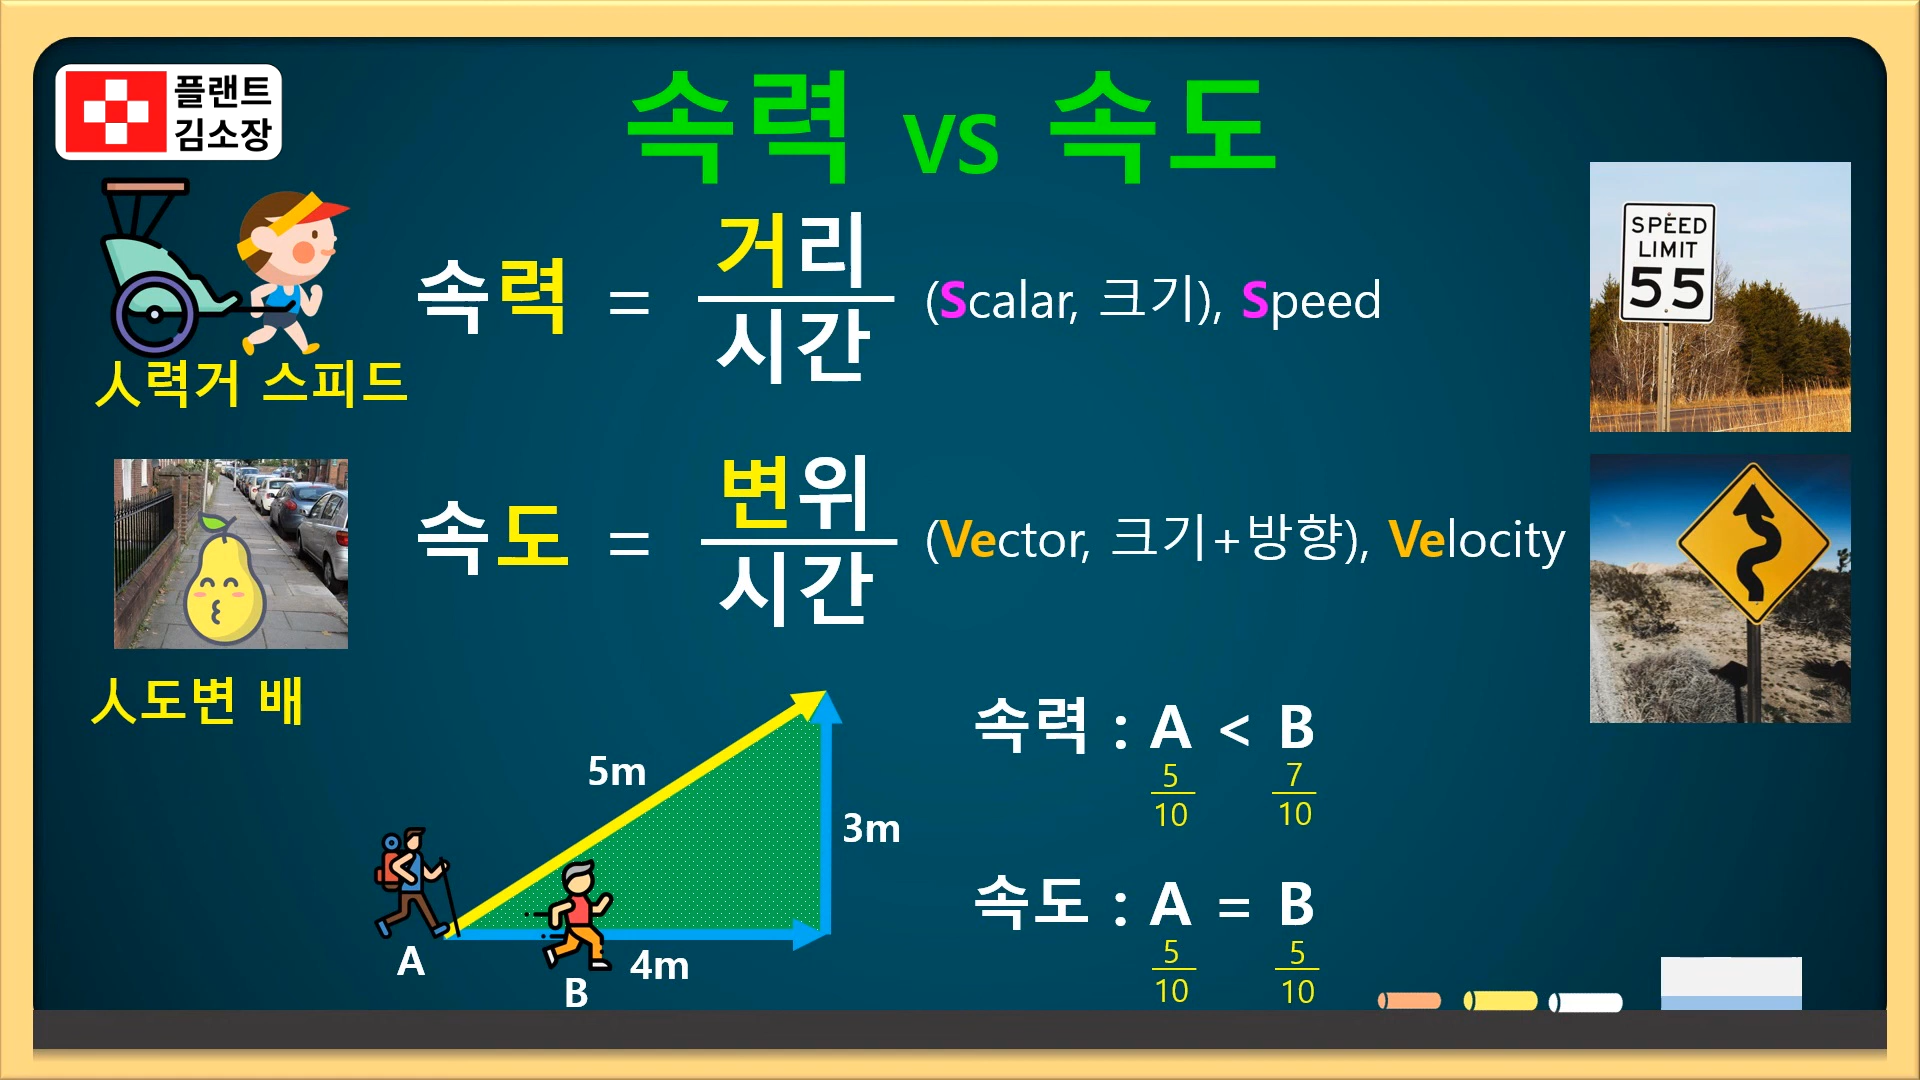 플랜트
김소장
속력 VS 속도
속력 = 거리 / 시간 (Scalar, 크기), Speed
人력거 스피드
SPEED
LIMIT
55
속도 = 변위 / 시간 (Vector, 크기+방향), Velocity
人도변 배
5m
3m
4m
A
B
속력 : A < B
5/10 7/10
속도 : A = B
5/10 5/10